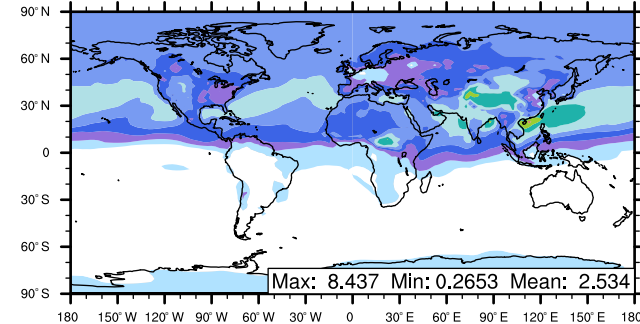 90° N
60° N
30° N
0
30° S
60° S
90° S
Max: 8.437 Min: 0.2653 Mean: 2.534
180 150° W 120° W 90° W 60° W 30° W 0 30° E 60° E 90° E 120° E 150° E 180